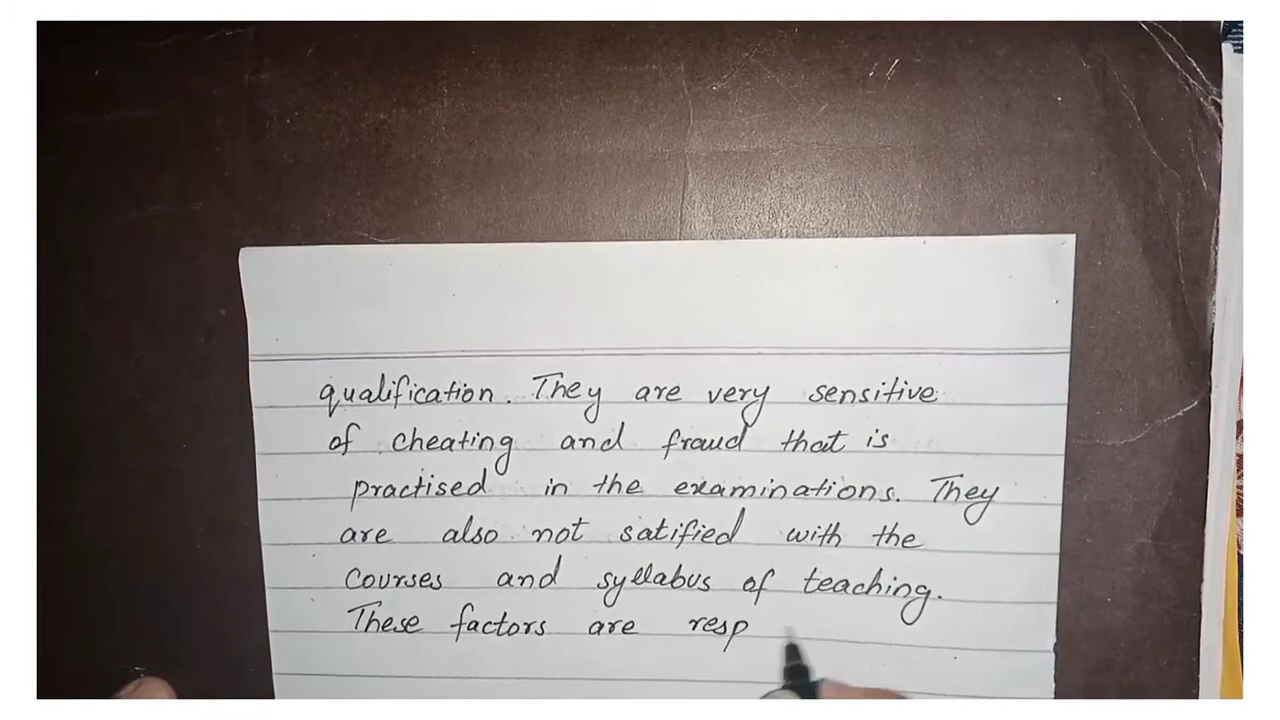 qualification. They are very sensitive
of cheating and fraud that is
practised in the examinations. They
are also not satified with the
courses and syllabus of teaching.
These factors are resp